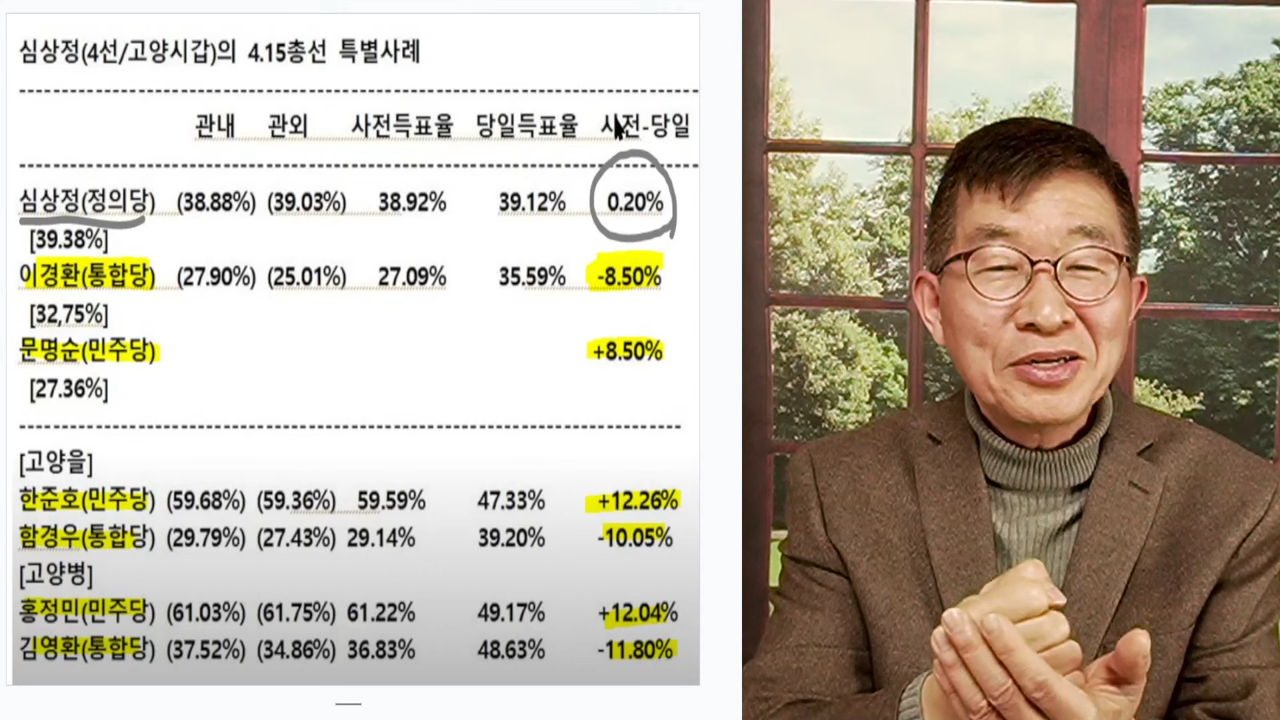 심상정(4선/고양시갑)의 4.15총선 특별사례
관내 관외 사전득표율 당일득표율 사전-당일
심상정(정의당) (38.88%) (39.03%) 38.92% 39.12% 0.20%
[39.38%]
이경환(통합당) (27.90%) (25.01%) 27.09% 35.59% -8.50%
[32,75%]
문명순(민주당) +8.50%
[27.36%]
[고양을]
한준호(민주당) (59.68%) (59.36%) 59.59% 47.33% +12.26%
함경우(통합당) (29.79%) (27.43%) 29.14% 39.20% -10.05%
[고양병]
홍정민(민주당) (61.03%) (61.75%) 61.22% 49.17% +12.04%
김영환(통합당) (37.52%) (34.86%) 36.83% 48.63% -11.80%